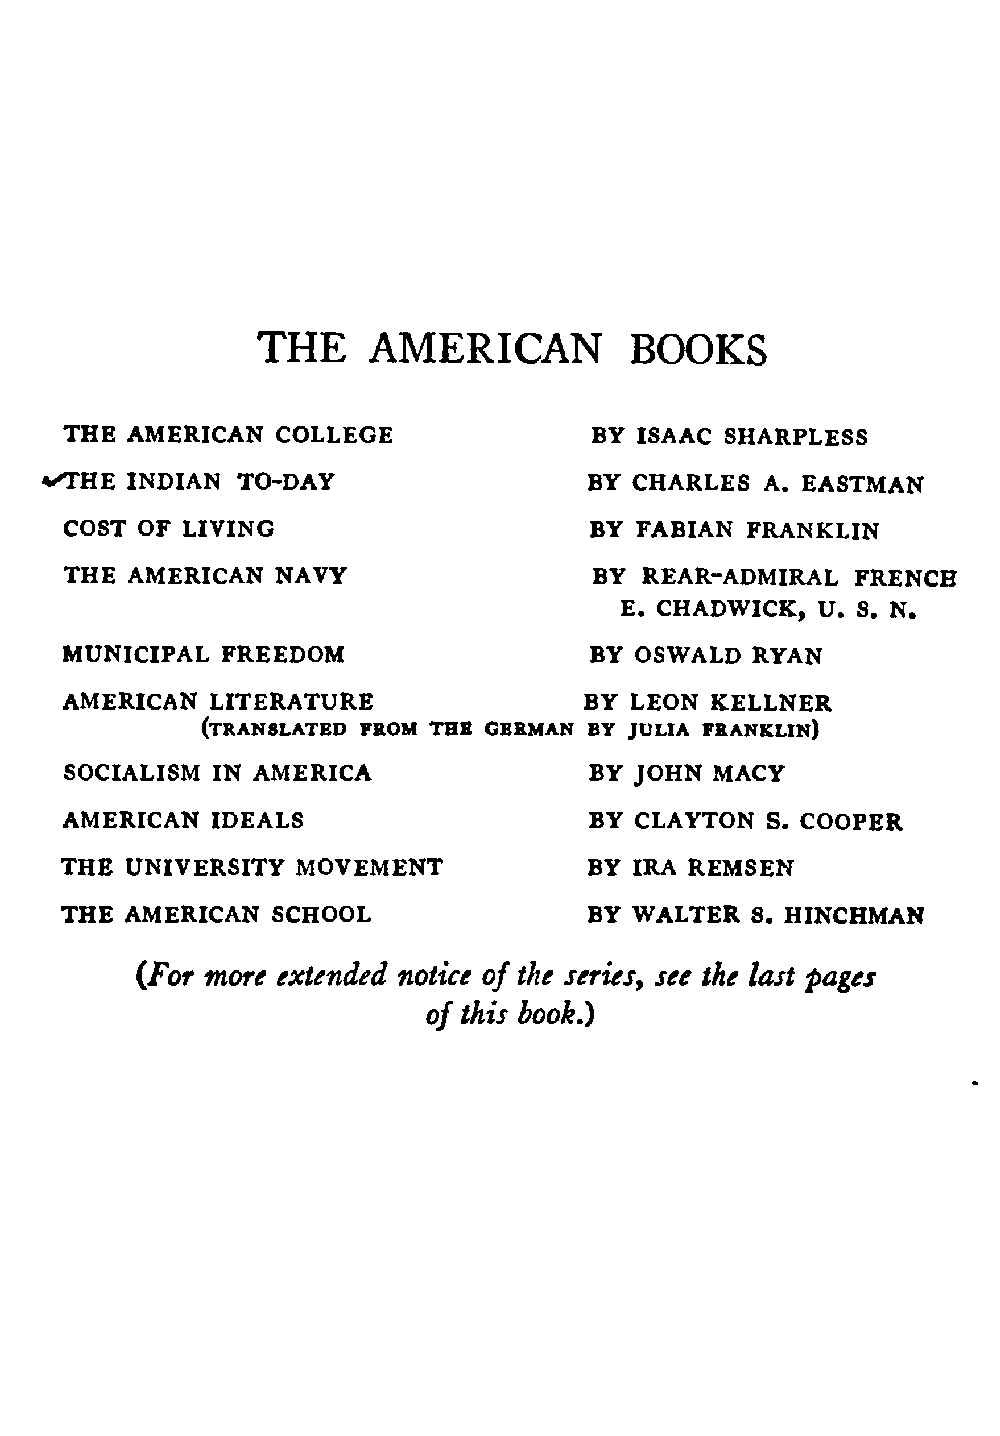 THE AMERICAN BOOKS
THE AMERICAN COLLEGE BY ISAAC SHARPLESS
✓THE INDIAN TO-DAY BY CHARLES A. EASTMAN
COST OF LIVING BY FABIAN FRANKLIN
THE AMERICAN NAVY BY REAR-ADMIRAL FRENCH
E. CHADWICK, U. S. N.
MUNICIPAL FREEDOM BY OSWALD RYAN
AMERICAN LITERATURE BY LEON KELLNER
(TRANSLATED FROM THE GERMAN BY JULIA FRANKLIN)
SOCIALISM IN AMERICA BY JOHN MACY
AMERICAN IDEALS BY CLAYTON S. COOPER
THE UNIVERSITY MOVEMENT BY IRA REMSEN
THE AMERICAN SCHOOL BY WALTER S. HINCHMAN
(For more extended notice of the series, see the last pages
of this book.)